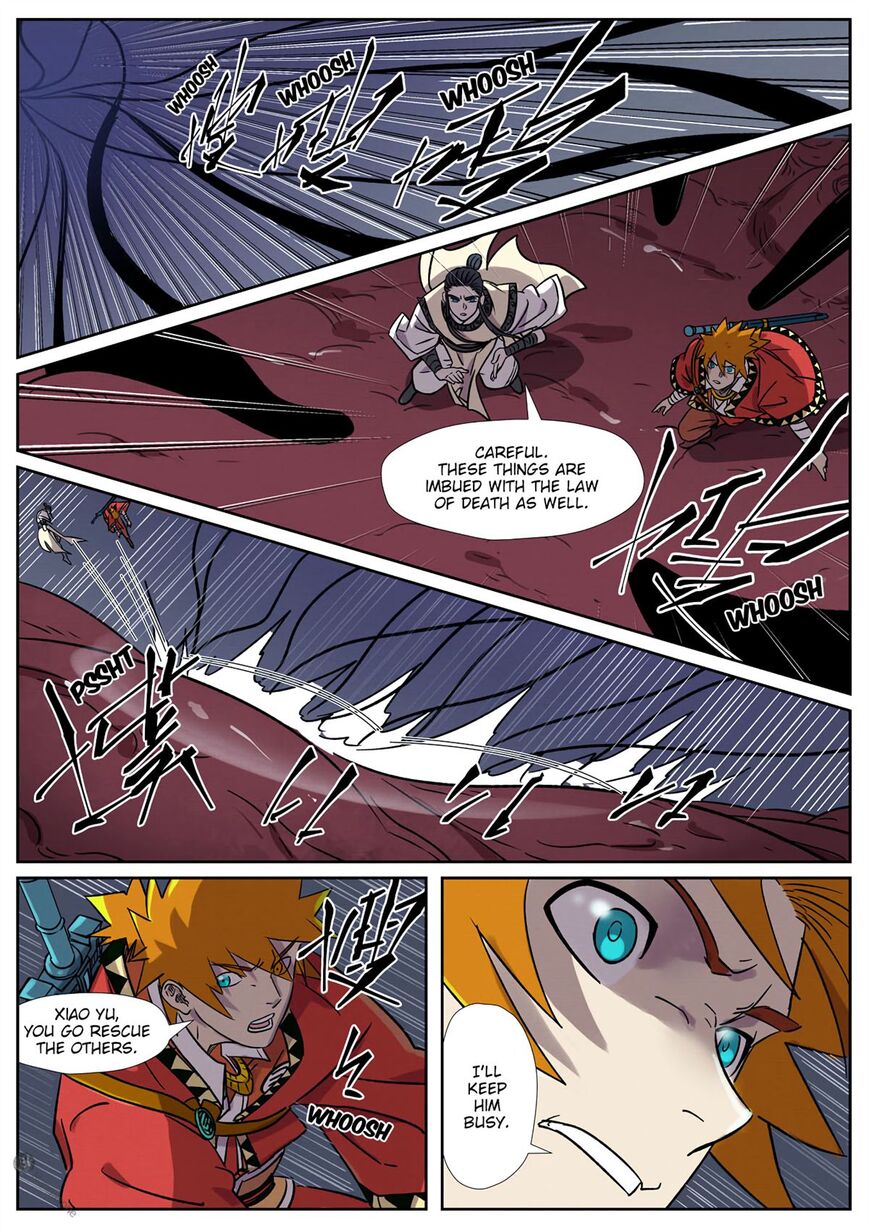 WHOOSH
WHOOSH
WHOOSH
CAREFUL.
THESE THINGS ARE
IMBUED WITH THE LAW
OF DEATH AS WELL.
WHOOSH
PSSHT
XIAO YU,
YOU GO RESCUE
THE OTHERS.
WHOOSH
I'LL
KEEP
HIM
BUSY.